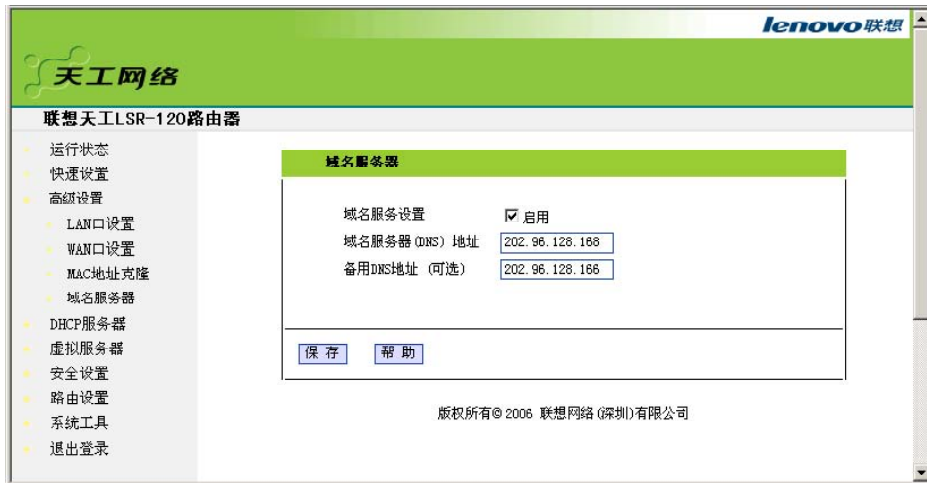 lenovo联想
天工网络
联想天工LSR-120路由器
运行状态
快速设置
高级设置
LAN口设置
WAN口设置
MAC地址克隆
域名服务器
DHCP服务器
虚拟服务器
安全设置
路由设置
系统工具
退出登录
域名服务器
域名服务设置 启用
域名服务器(DNS) 地址 202.96.128.168
备用DNS地址 (可选) 202.96.128.166
保 存 帮 助
版权所有©2006 联想网络(深圳)有限公司